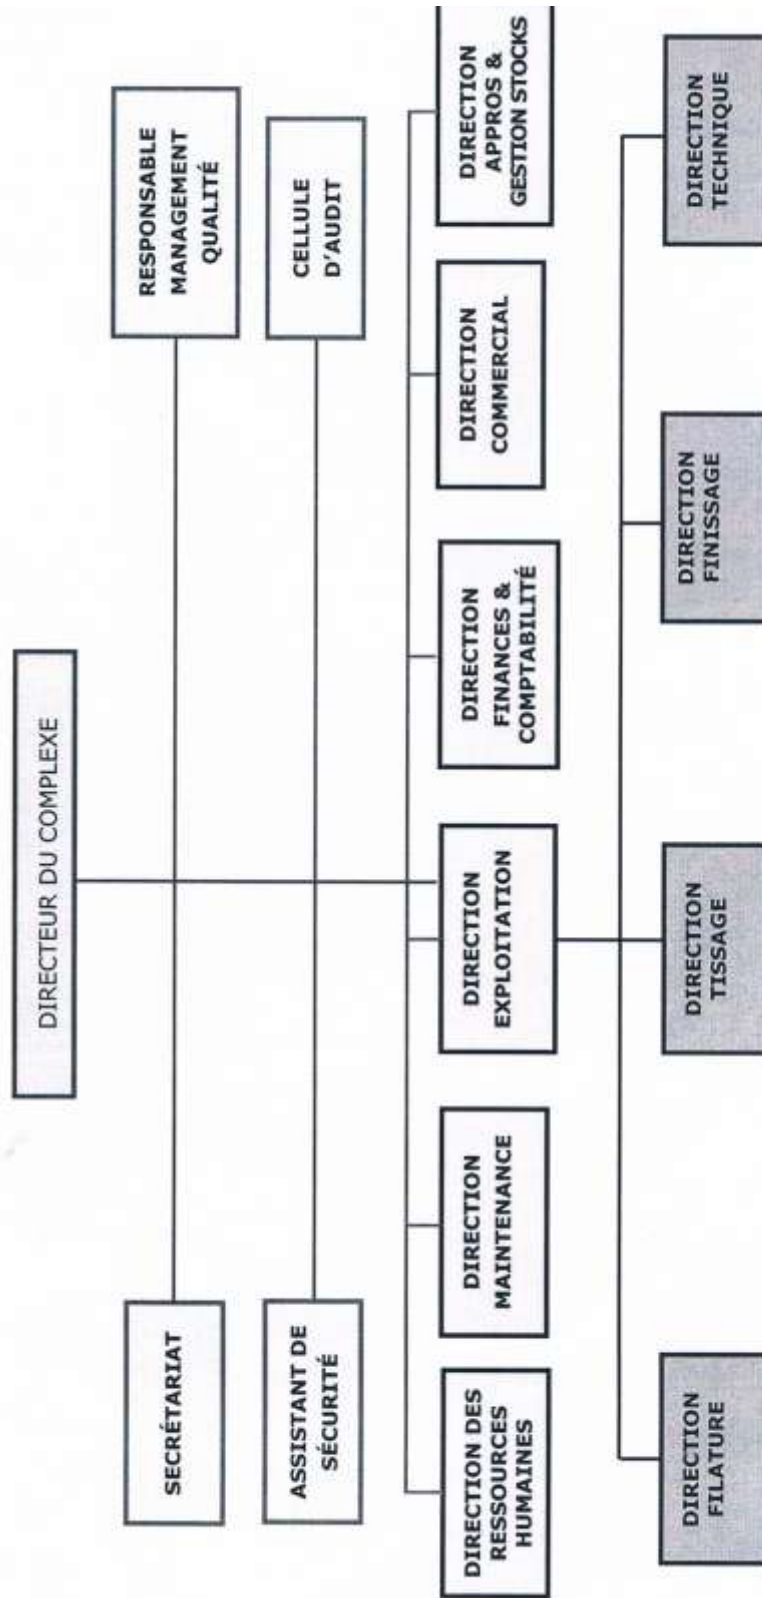 DIRECTEUR DU COMPLEXE
SECRÉTARIAT
RESPONSABLE
MANAGEMENT
QUALITÉ
ASSISTANT DE
SÉCURITÉ
CELLULE
D'AUDIT
DIRECTION DES
RESSOURCES
HUMAINES
DIRECTION
MAINTENANCE
DIRECTION
EXPLOITATION
DIRECTION
FINANCES &
COMPTABILITÉ
DIRECTION
COMMERCIAL
DIRECTION
APPROS &
GESTION STOCKS
DIRECTION
FILATURE
DIRECTION
TISSAGE
DIRECTION
FINISSAGE
DIRECTION
TECHNIQUE